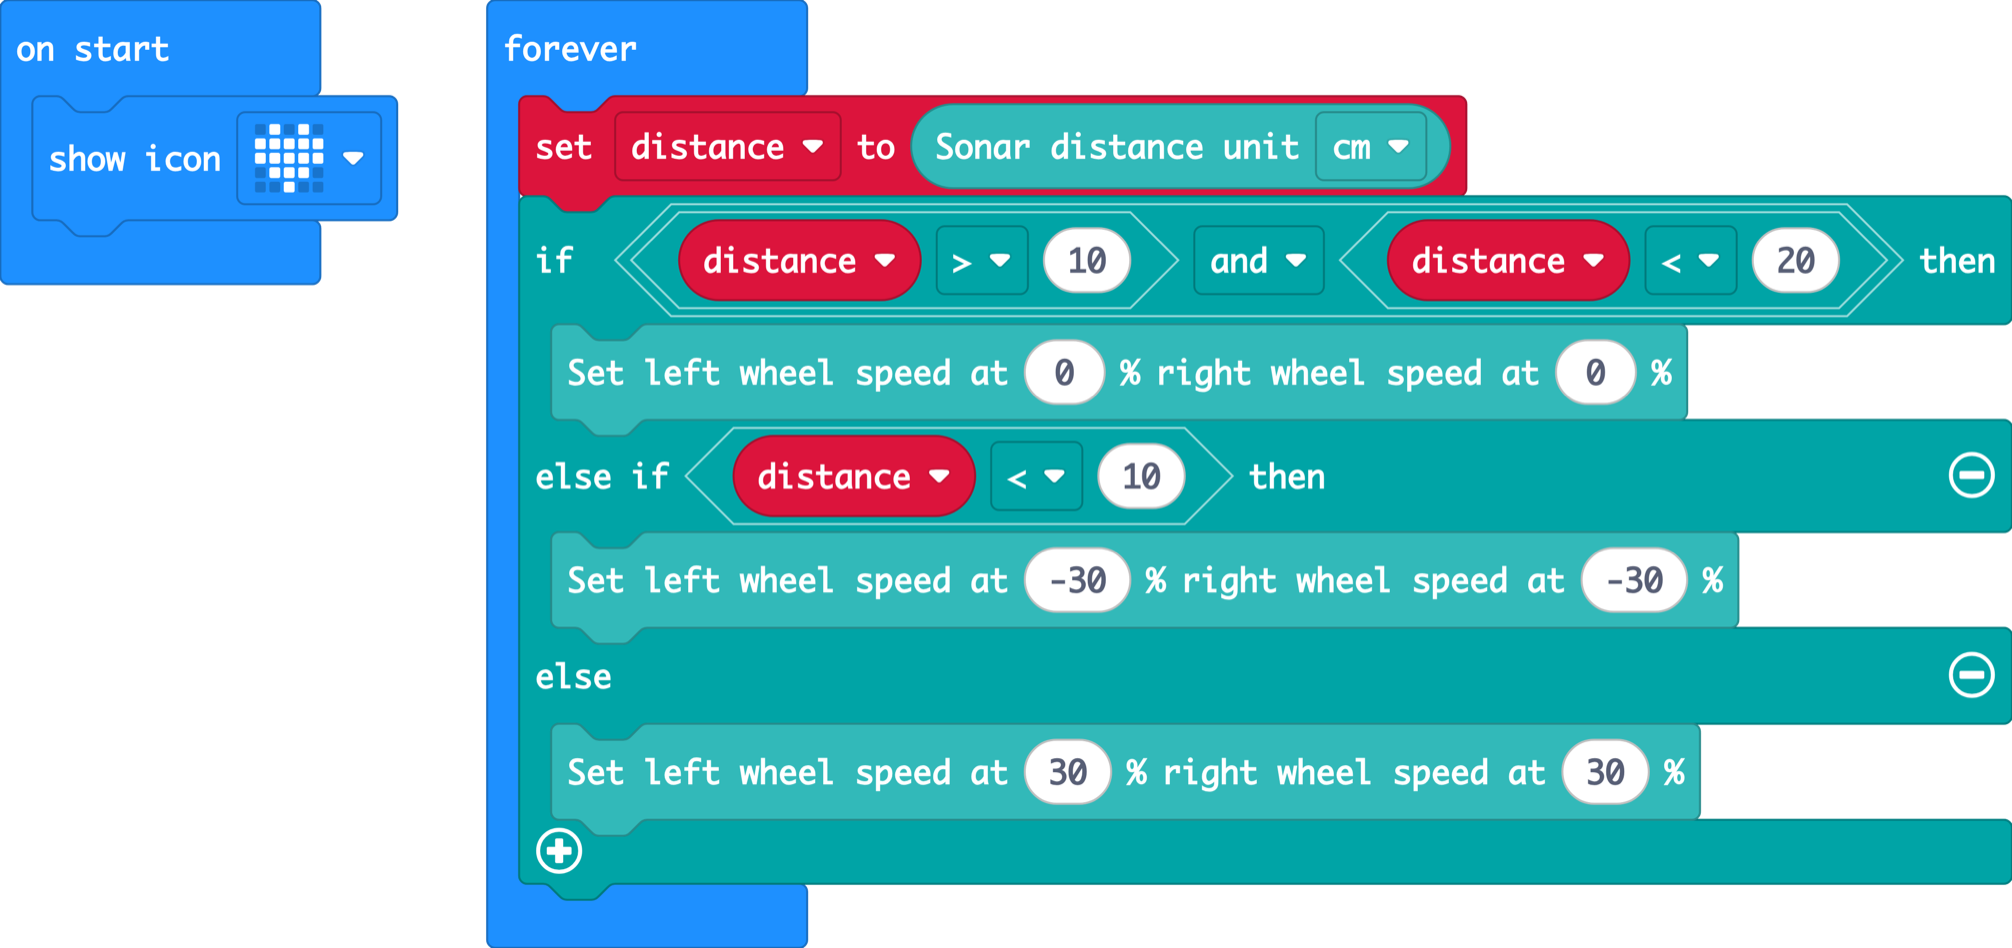 on start
show icon
forever
set distance to Sonar distance unit cm
if distance > 10 and distance < 20 then
Set left wheel speed at 0 % right wheel speed at 0 %
else if distance < 10 then
Set left wheel speed at -30 % right wheel speed at -30 %
else
Set left wheel speed at 30 % right wheel speed at 30 %